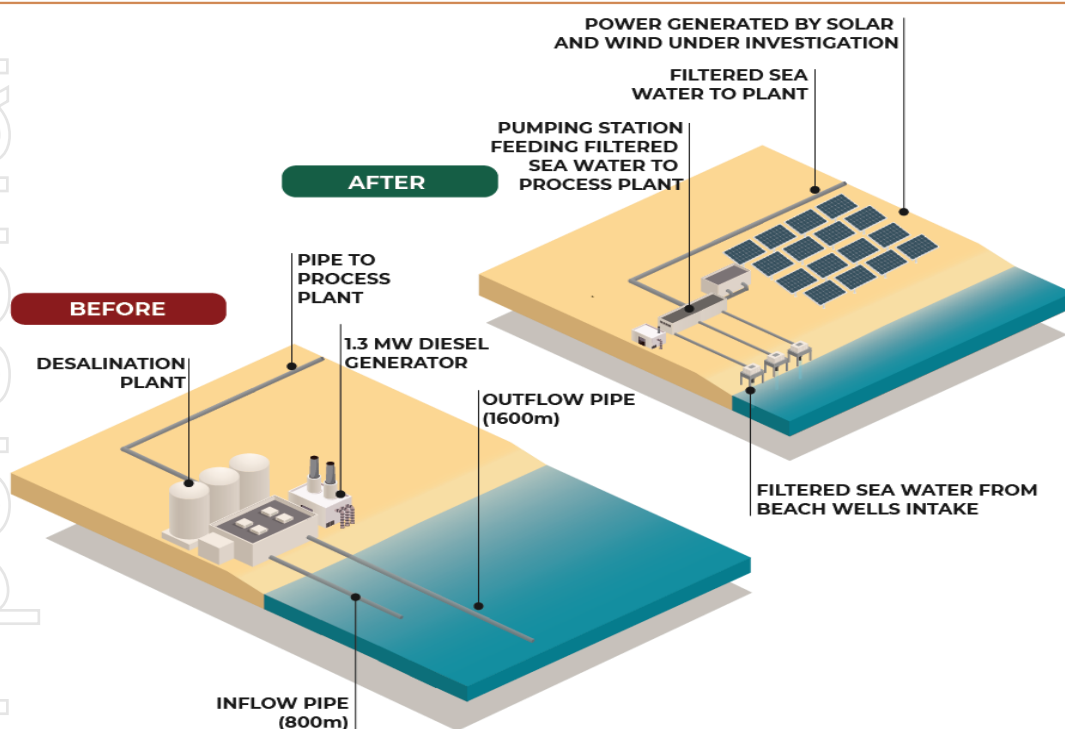 POWER GENERATED BY SOLAR
AND WIND UNDER INVESTIGATION
FILTERED SEA
WATER TO PLANT
PUMPING STATION
FEEDING FILTERED
SEA WATER TO
PROCESS PLANT
AFTER
PIPE TO
PROCESS
PLANT
BEFORE
1.3 MW DIESEL
GENERATOR
DESALINATION
PLANT
OUTFLOW PIPE
(1600m)
FILTERED SEA WATER FROM
BEACH WELLS INTAKE
INFLOW PIPE
(800m)